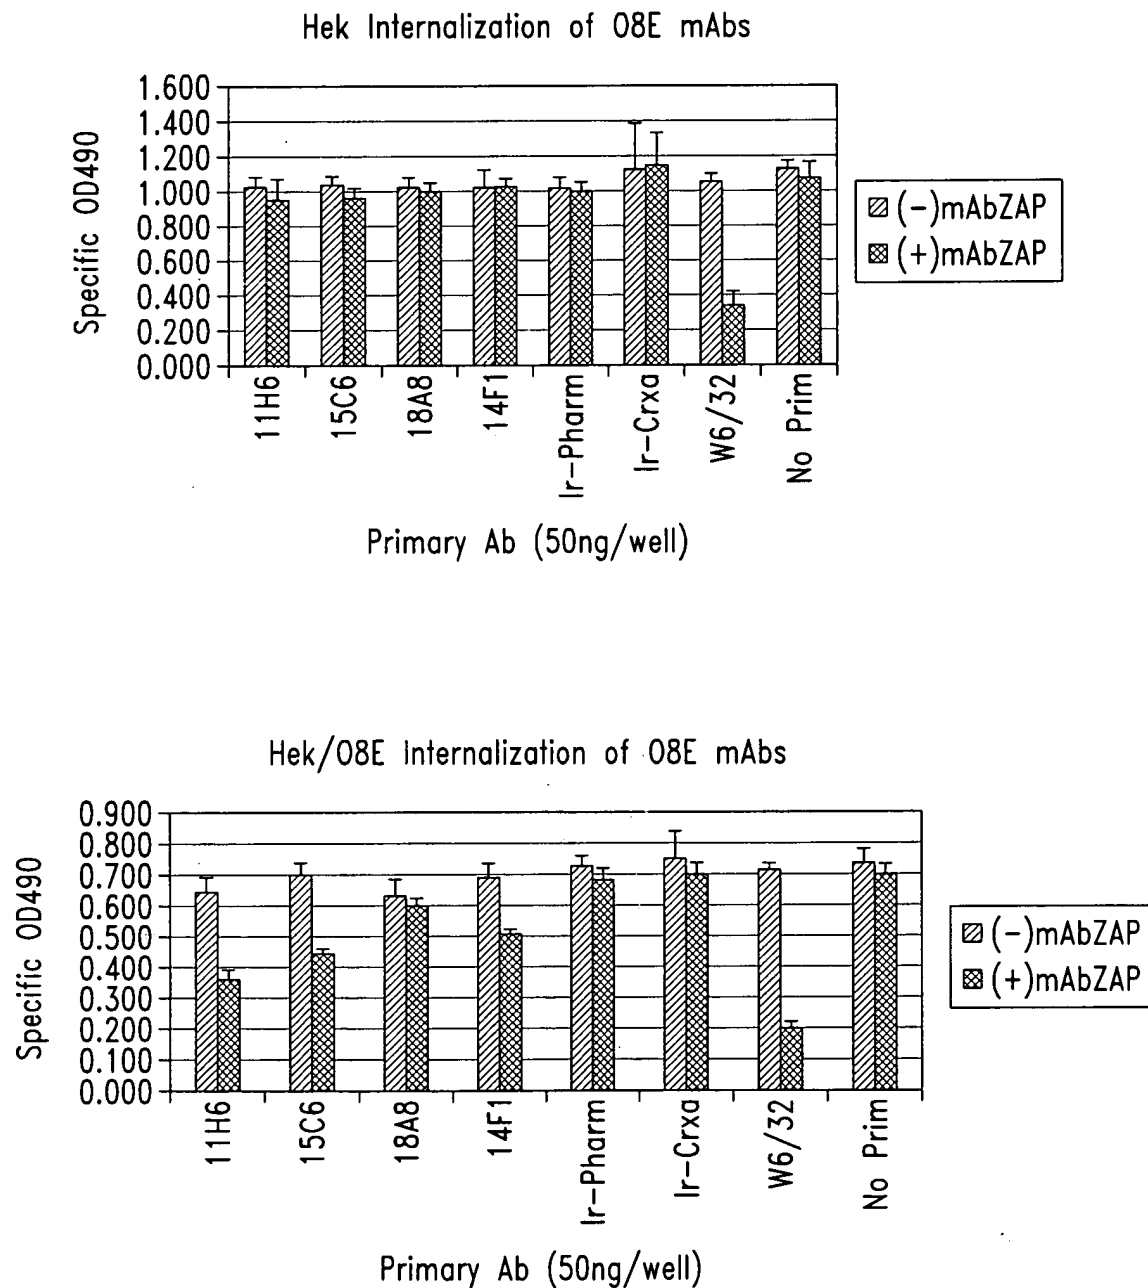 Hek Internalization of O8E mAbs
Specific OD490
1.600
1.400
1.200
1.000
0.800
0.600
0.400
0.200
0.000
11H6
15C6
18A8
14F1
Ir-Pharm
Ir-Crxa
W6/32
No Prim
Primary Ab (50ng/well)
(-)mAbZAP
(+)mAbZAP
Hek/O8E Internalization of O8E mAbs
Specific OD490
0.900
0.800
0.700
0.600
0.500
0.400
0.300
0.200
0.100
0.000
11H6
15C6
18A8
14F1
Ir-Pharm
Ir-Crxa
W6/32
No Prim
Primary Ab (50ng/well)
(-)mAbZAP
(+)mAbZAP